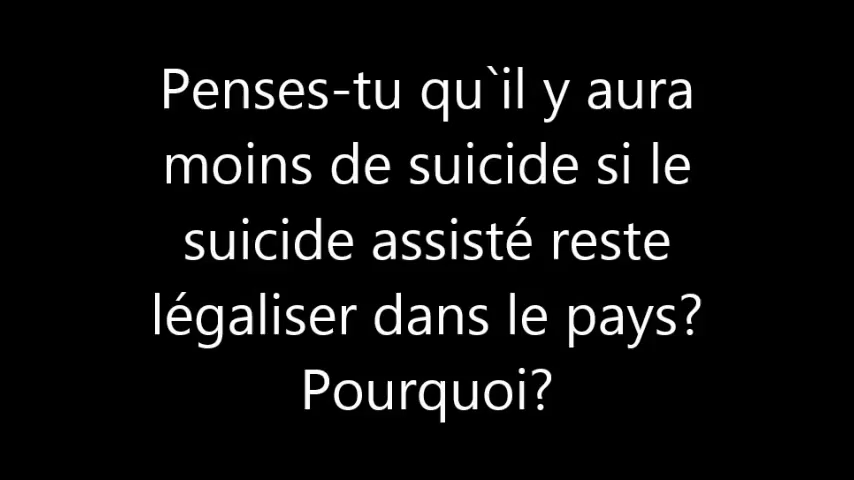 Penses-tu qu`il y aura
moins de suicide si le
suicide assisté reste
légaliser dans le pays?
Pourquoi?